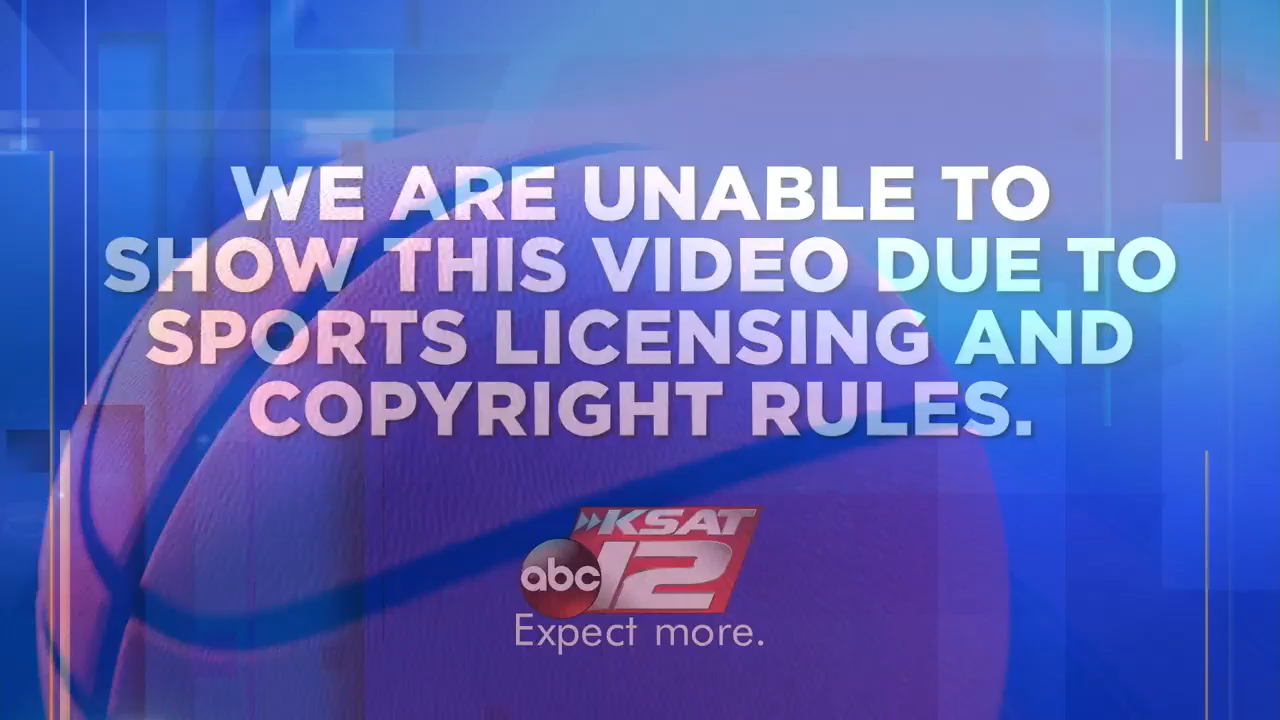 WE ARE UNABLE TO
SHOW THIS VIDEO DUE TO
SPORTS LICENSING AND
COPYRIGHT RULES.
KSAT
abc 12
Expect more.